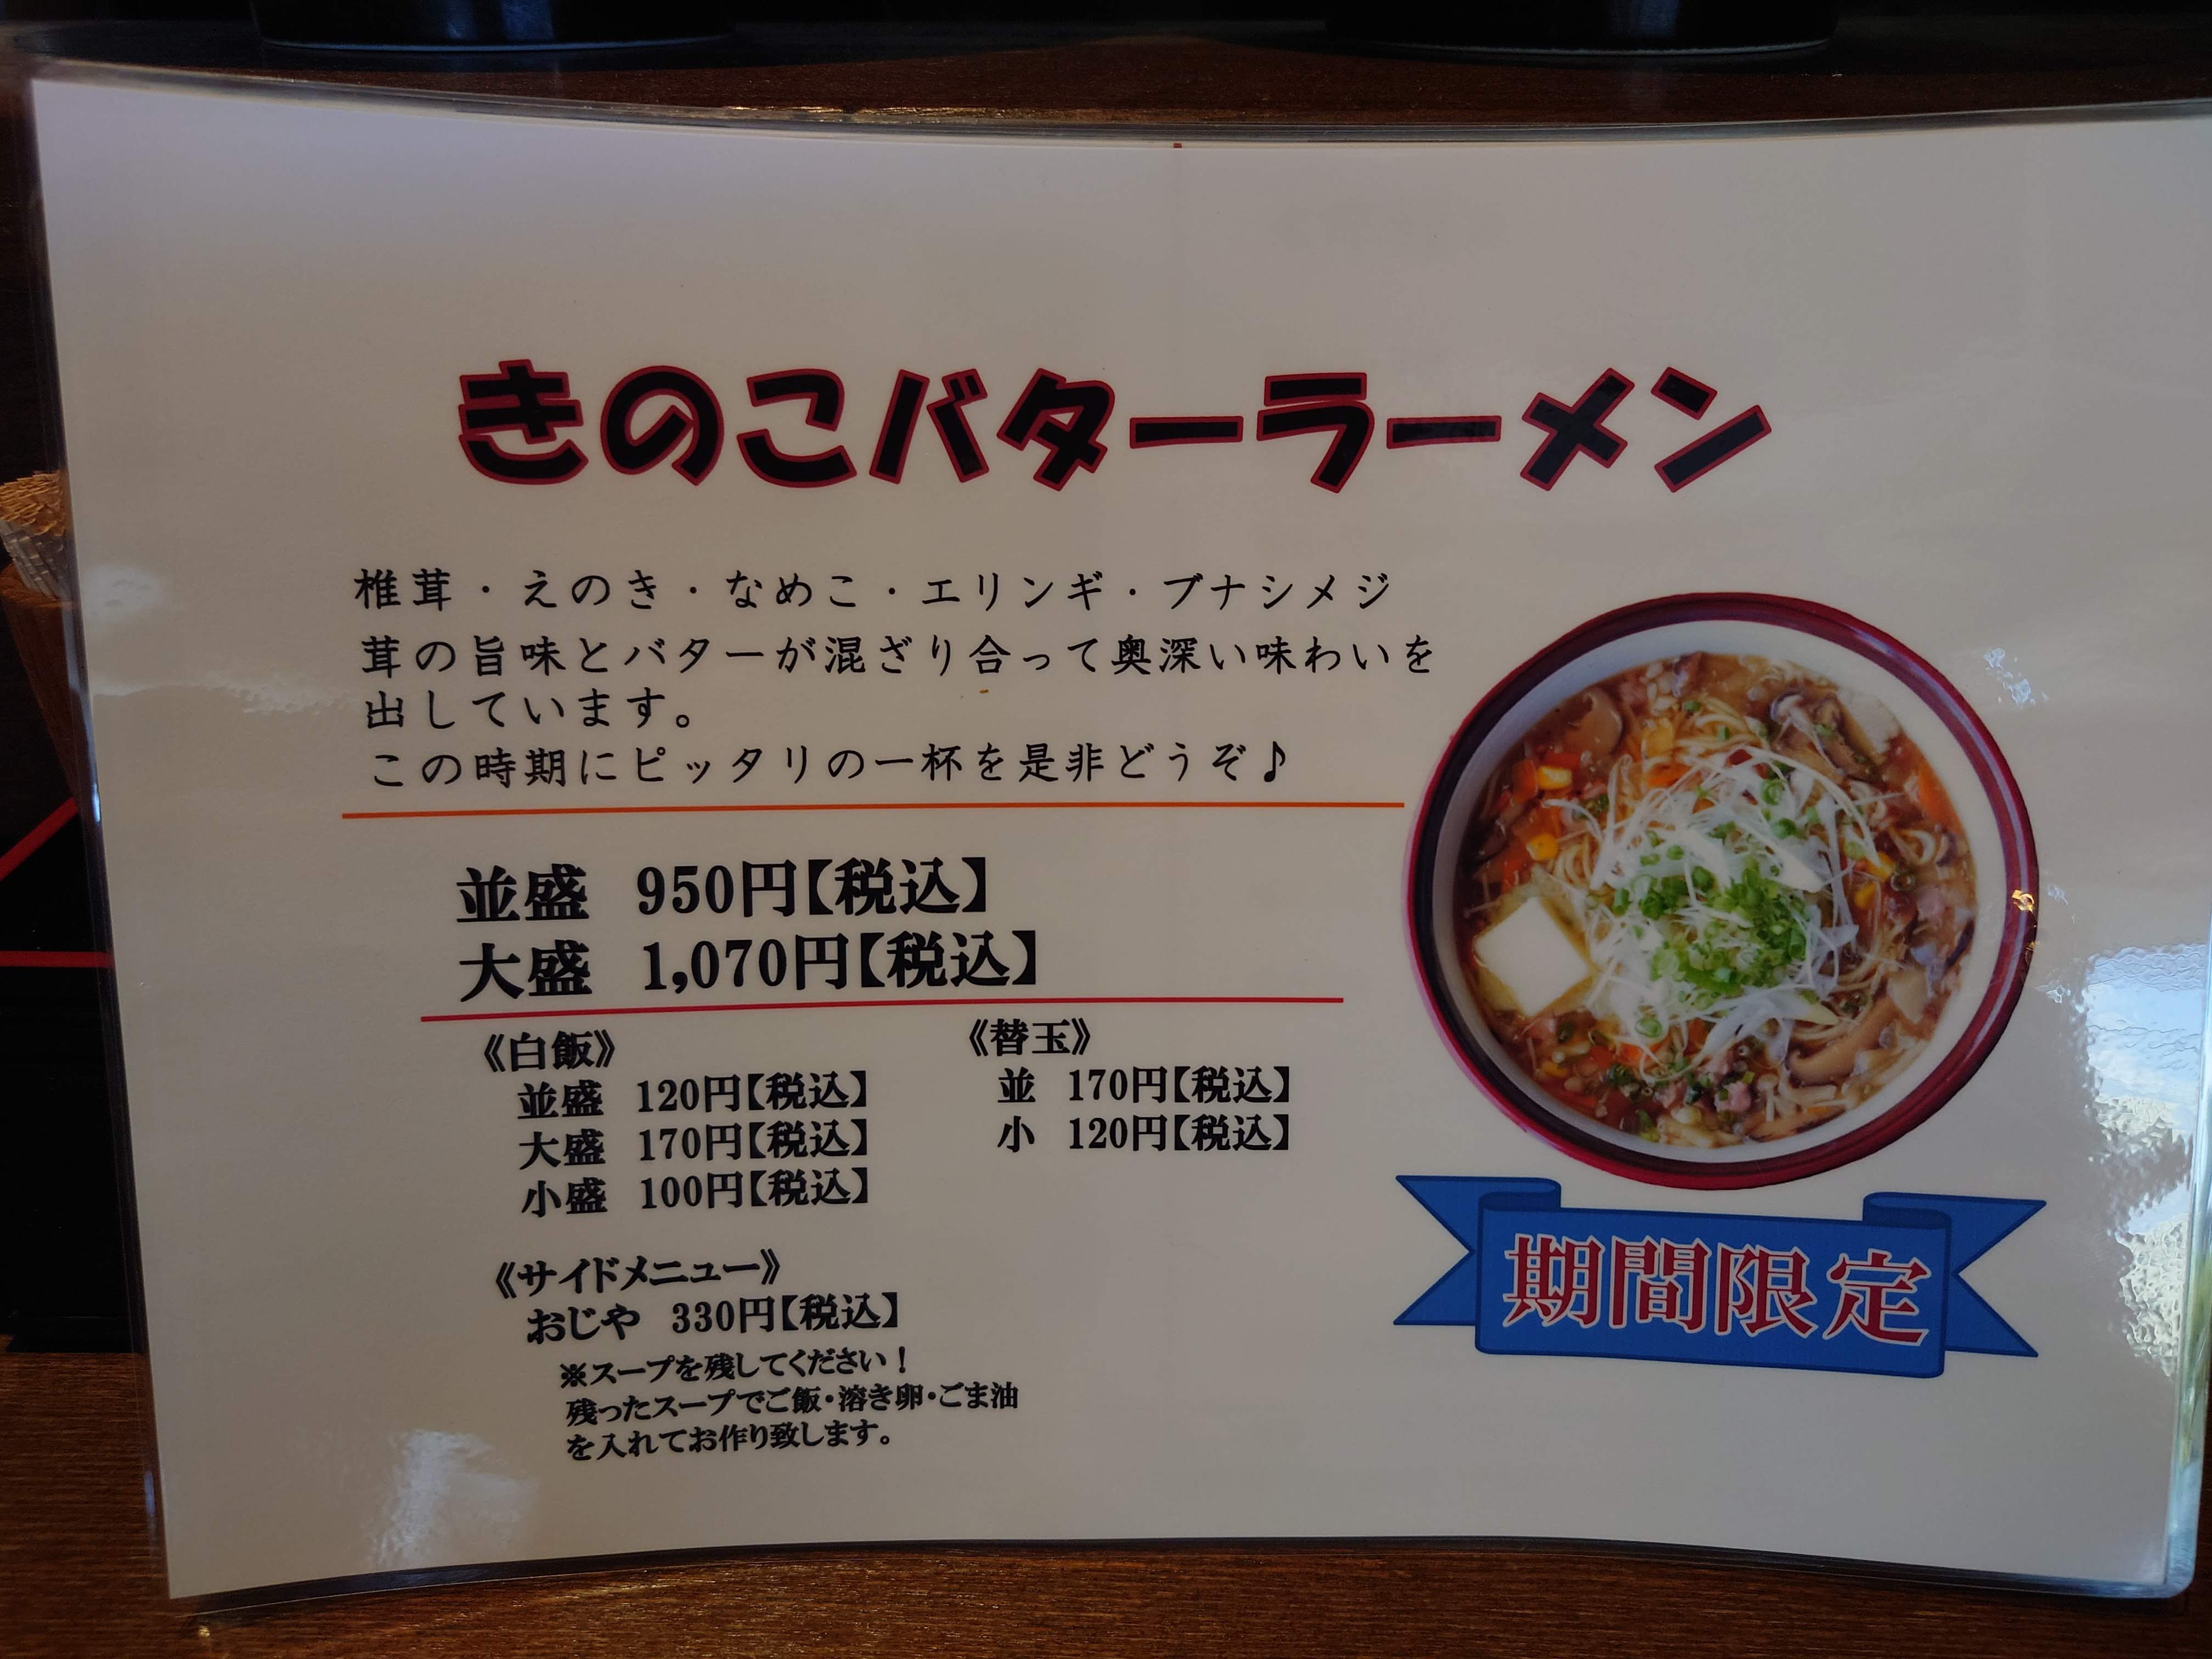 きのこバターラーメン
椎茸・えのき・なめこ・エリンギ・ブナシメジ
茸の旨味とバターが混ざり合って奥深い味わいを
出しています。
この時期にピッタリの一杯を是非どうぞ♪
並盛 950円【税込】
大盛 1,070円【税込】
《白飯》
並盛 120円【税込】
大盛 170円【税込】
小盛 100円【税込】
《替玉》
並 170円【税込】
小 120円【税込】
《サイドメニュー》
おじや 330円【税込】
※スープを残してください！
残ったスープでご飯・溶き卵・ごま油
を入れてお作り致します。
期間限定